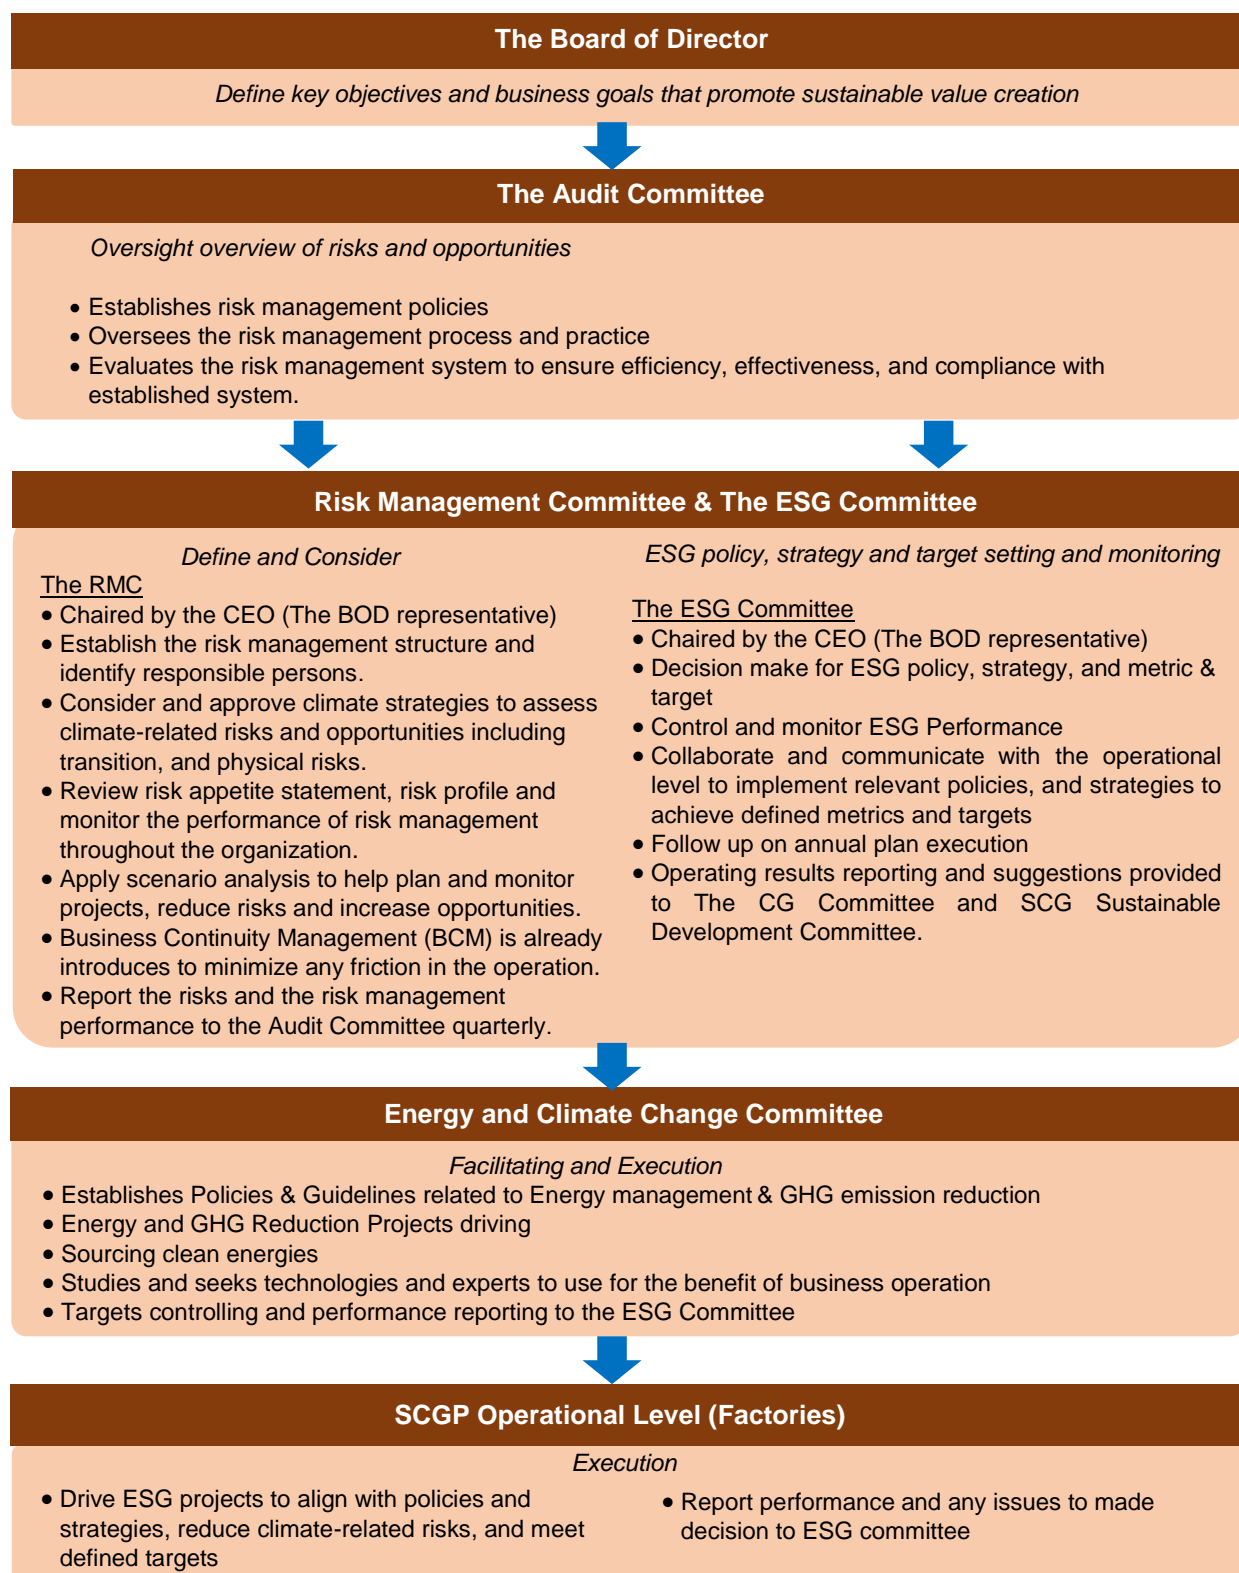 The Board of Director
Define key objectives and business goals that promote sustainable value creation
The Audit Committee
Oversight overview of risks and opportunities
• Establishes risk management policies
• Oversees the risk management process and practice
• Evaluates the risk management system to ensure efficiency, effectiveness, and compliance with
established system.
Risk Management Committee & The ESG Committee
Define and Consider
The RMC
• Chaired by the CEO (The BOD representative)
• Establish the risk management structure and
identify responsible persons.
• Consider and approve climate strategies to assess
climate-related risks and opportunities including
transition, and physical risks.
• Review risk appetite statement, risk profile and
monitor the performance of risk management
throughout the organization.
• Apply scenario analysis to help plan and monitor
projects, reduce risks and increase opportunities.
• Business Continuity Management (BCM) is already
introduces to minimize any friction in the operation.
• Report the risks and the risk management
performance to the Audit Committee quarterly.
ESG policy, strategy and target setting and monitoring
The ESG Committee
• Chaired by the CEO (The BOD representative)
• Decision make for ESG policy, strategy, and metric &
target
• Control and monitor ESG Performance
• Collaborate and communicate with the operational
level to implement relevant policies, and strategies to
achieve defined metrics and targets
• Follow up on annual plan execution
• Operating results reporting and suggestions provided
to The CG Committee and SCG Sustainable
Development Committee.
Energy and Climate Change Committee
Facilitating and Execution
• Establishes Policies & Guidelines related to Energy management & GHG emission reduction
• Energy and GHG Reduction Projects driving
• Sourcing clean energies
• Studies and seeks technologies and experts to use for the benefit of business operation
• Targets controlling and performance reporting to the ESG Committee
SCGP Operational Level (Factories)
Execution
• Drive ESG projects to align with policies and
strategies, reduce climate-related risks, and meet
defined targets
• Report performance and any issues to made
decision to ESG committee